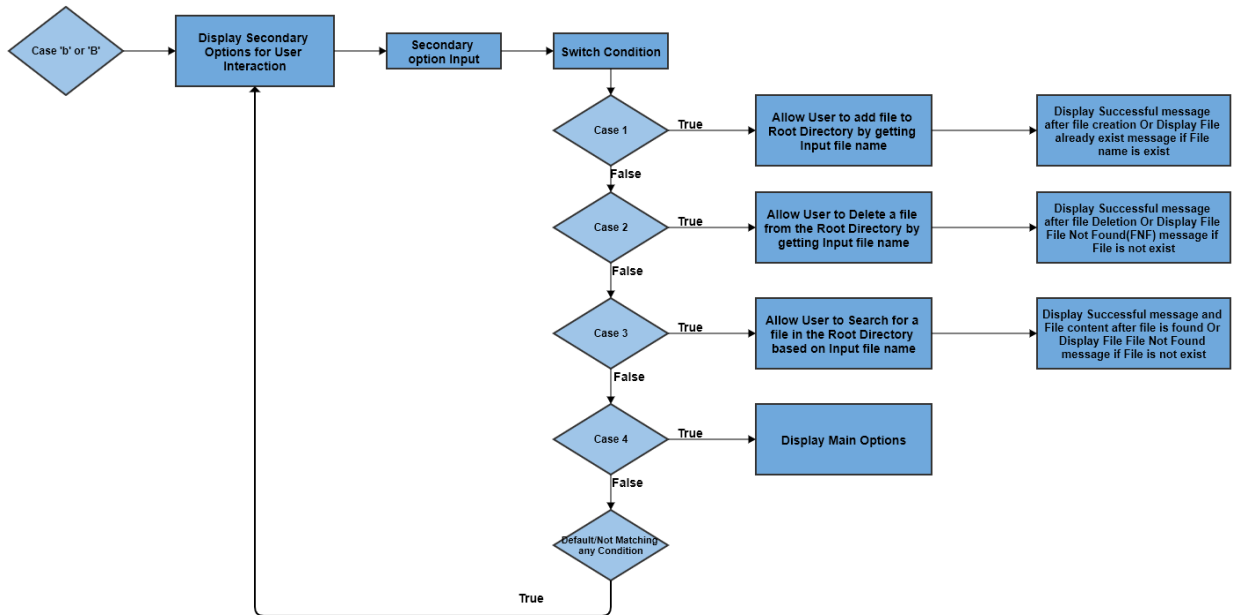 Case 'b' or 'B'
Display Secondary
Options for User
Interaction
Secondary
option Input
Switch Condition
Case 1
True
Allow User to add file to
Root Directory by getting
Input file name
Display Successful message
after file creation Or Display File
already exist message if File
name is exist
False
Case 2
True
Allow User to Delete a file
from the Root Directory by
getting Input file name
Display Successful message
after file Deletion Or Display File
File Not Found(FNF) message if
File is not exist
False
Case 3
Allow User to Search for a
file in the Root Directory
based on Input file name
Display Successful message and
File content after file is found Or
Display File File Not Found
message if File is not exist
False
Case 4
True
Display Main Options
False
Default/Not Matching
any Condition
True